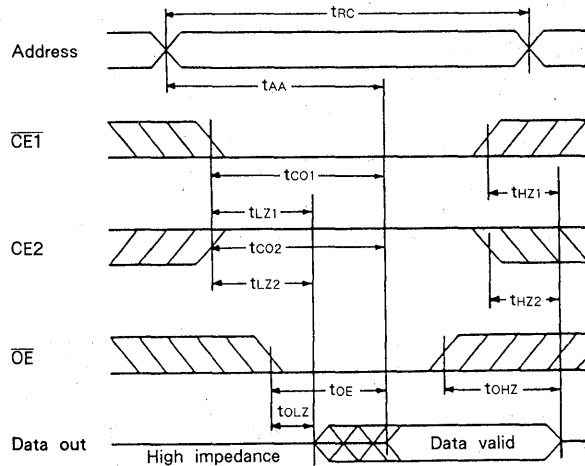 tRC
Address
tAA
CE1
tCO1
tHZ1
tLZ1
CE2
tCO2
tLZ2
tHZ2
OE
tOE
tOHZ
tOLZ
Data out
High impedance
Data valid